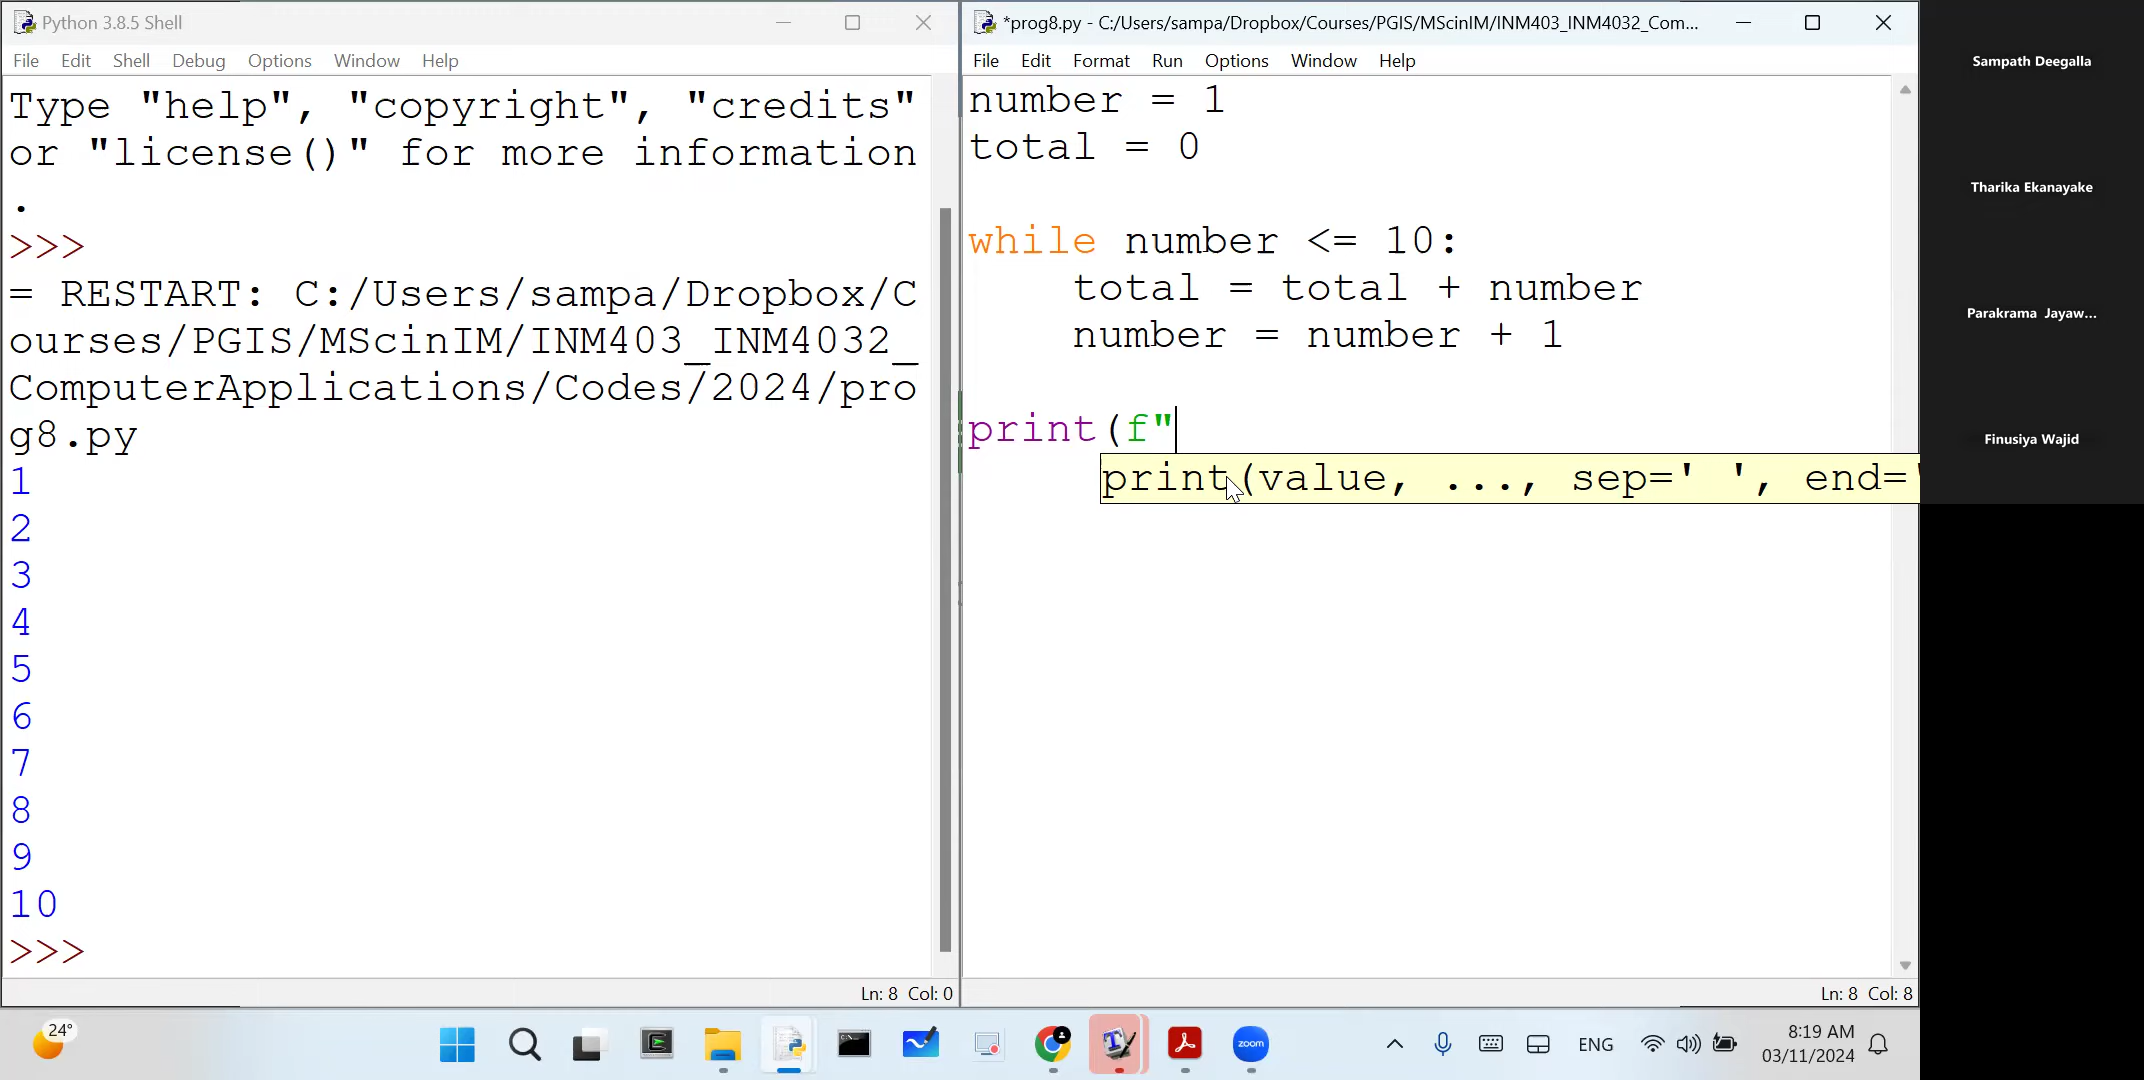 Python 3.8.5 Shell
File Edit Shell Debug Options Window Help
Type "help", "copyright", "credits"
or "license()" for more information
.
>>>
= RESTART: C:/Users/sampa/Dropbox/C
ourses/PGIS/MScinIM/INM403_INM4032_
ComputerApplications/Codes/2024/pro
g8.py
1
2
3
4
5
6
7
8
9
10
>>>
Ln: 8 Col: 0
*prog8.py - C:/Users/sampa/Dropbox/Courses/PGIS/MScinIM/INM403_INM4032_Com...
File Edit Format Run Options Window Help
number = 1
total = 0
while number <= 10:
    total = total + number
    number = number + 1
print(f"
print(value, ..., sep=' ', end='
Ln: 8 Col: 8
Sampath Deegalla
Tharika Ekanayake
Parakrama Jayaw...
Finusiya Wajid
24°
zoom
ENG
8:19 AM
03/11/2024